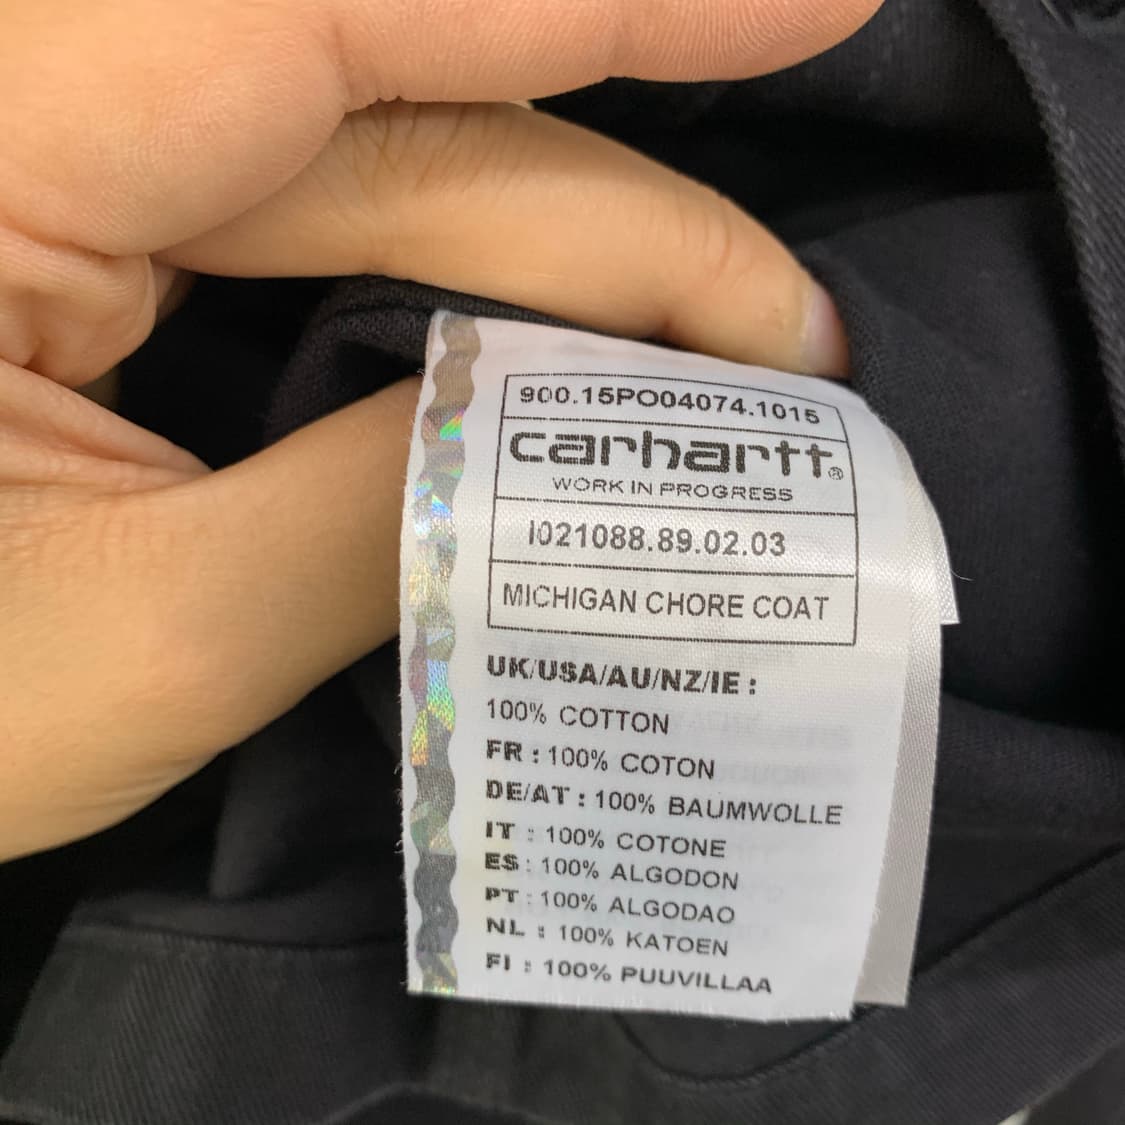 900.15PO04074.1015
carhartt®
WORK IN PROGRESS
I021088.89.02.03
MICHIGAN CHORE COAT
UK/USA/AU/NZ/IE :
100% COTTON
FR : 100% COTON
DE/AT : 100% BAUMWOLLE
IT : 100% COTONE
ES : 100% ALGODON
PT : 100% ALGODAO
NL : 100% KATOEN
FI : 100% PUUVILLAA